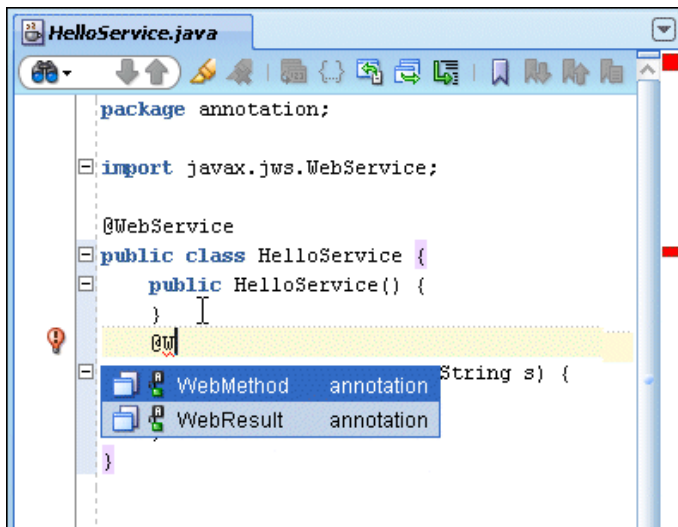 HelloService.java
package annotation;
import javax.jws.WebService;
@WebService
public class HelloService {
public HelloService() {
}
@W
String s) {
WebMethod annotation
WebResult annotation
}